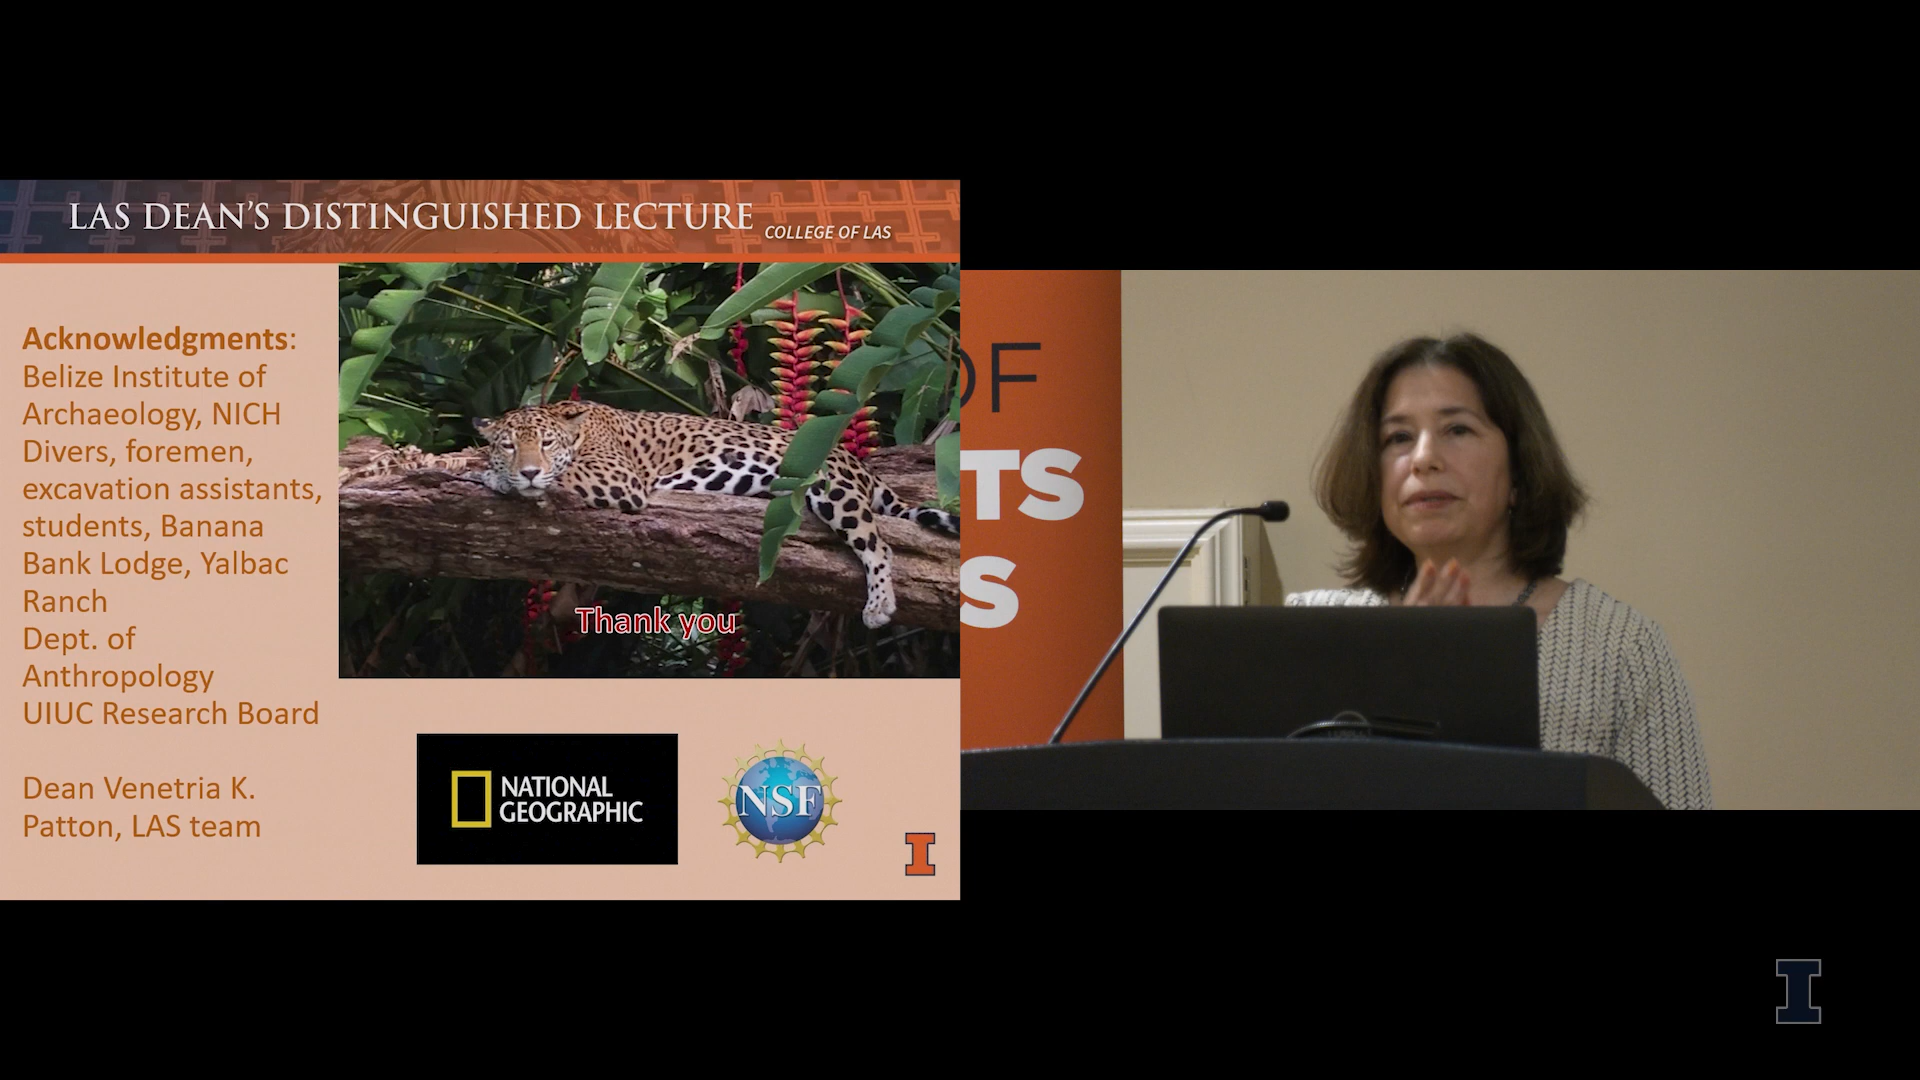 LAS DEAN'S DISTINGUISHED LECTURE
COLLEGE OF LAS
Acknowledgments:
Belize Institute of
Archaeology, NICH
Divers, foremen,
excavation assistants,
students, Banana
Bank Lodge, Yalbac
Ranch
Dept. of
Anthropology
UIUC Research Board
Dean Venetria K.
Patton, LAS team
Thank you
NATIONAL
GEOGRAPHIC
NSF
I
OF
TS
S
I